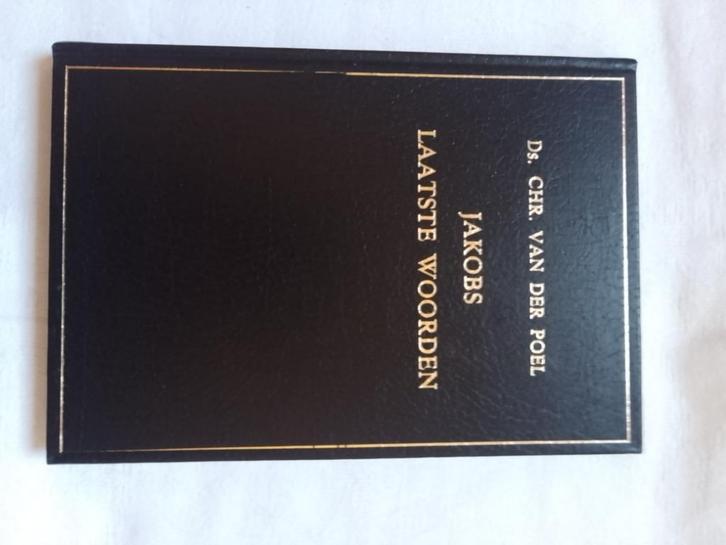 Ds. CHR. VAN DER POEL
JAKOBS
LAATSTE WOORDEN